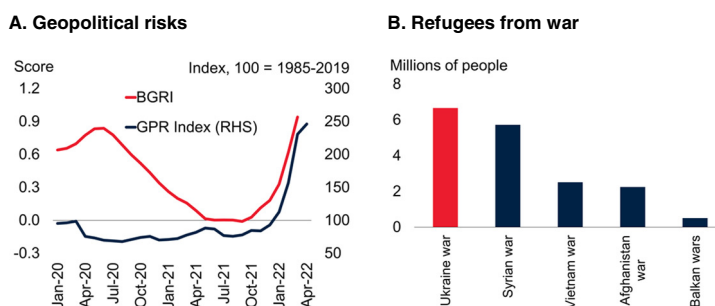 A. Geopolitical risks
Score
Index, 100 = 1985-2019
1.2
0.9
0.6
0.3
0.0
-0.3
300
250
200
150
100
50
BGRI
GPR Index (RHS)
Jan-20
Apr-20
Jul-20
Oct-20
Jan-21
Apr-21
Jul-21
Oct-21
Jan-22
Apr-22
B. Refugees from war
Millions of people
8
6
4
2
0
Ukraine war
Syrian war
Vietnam war
Afghanistan
war
Balkan wars